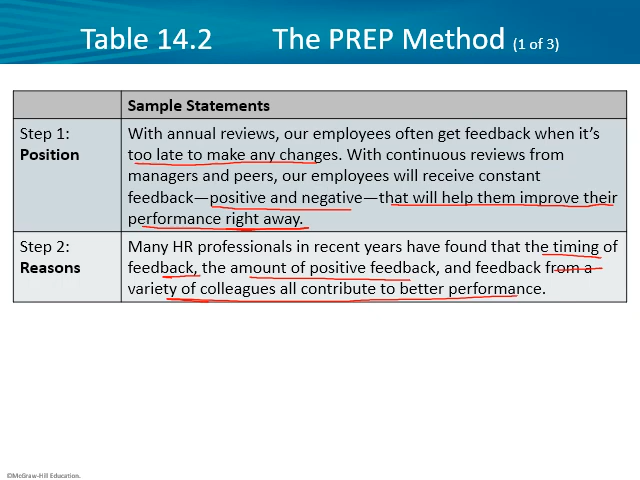 Table 14.2 The PREP Method (1 of 3)
Sample Statements
Step 1:
Position
With annual reviews, our employees often get feedback when it's
too late to make any changes. With continuous reviews from
managers and peers, our employees will receive constant
feedback—positive and negative—that will help them improve their
performance right away.
Step 2:
Reasons
Many HR professionals in recent years have found that the timing of
feedback, the amount of positive feedback, and feedback from a
variety of colleagues all contribute to better performance.
©McGraw-Hill Education.